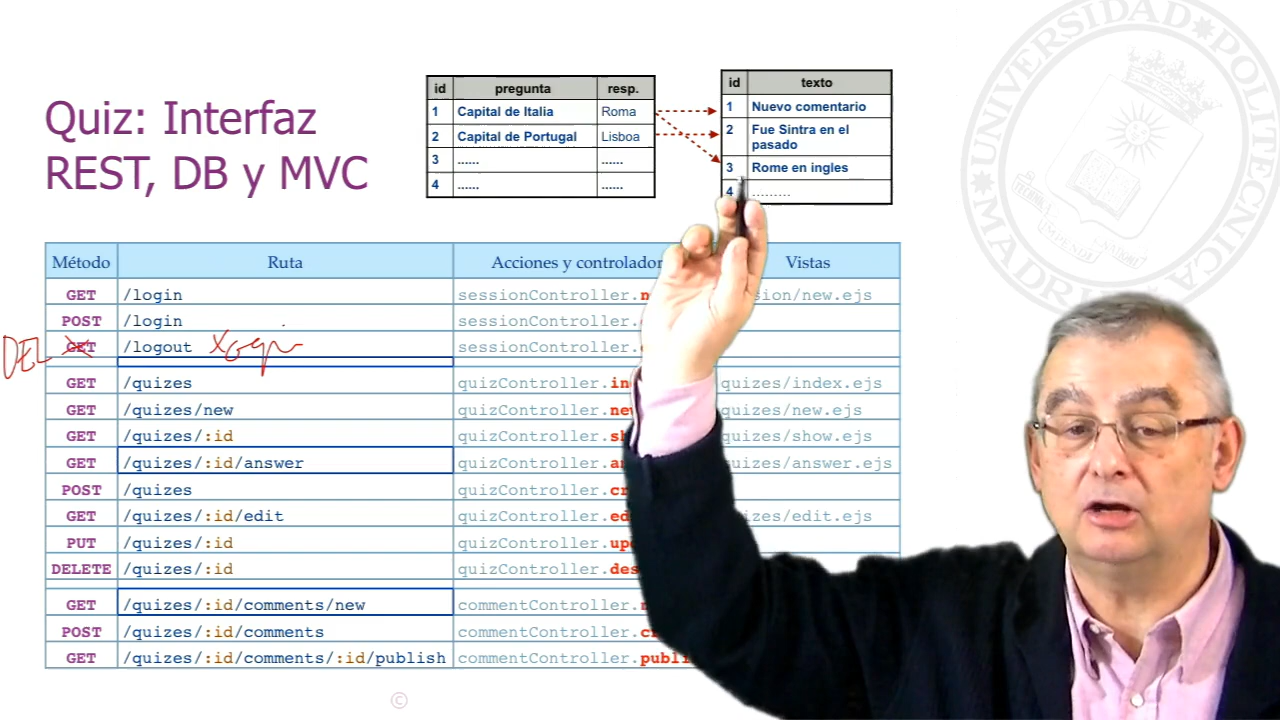 Quiz: Interfaz
REST, DB y MVC
id pregunta resp.
1 Capital de Italia Roma
2 Capital de Portugal Lisboa
3 ...... ......
4 ...... ......
id texto
1 Nuevo comentario
2 Fue Sintra en el
pasado
3 Rome en ingles
4 .........
Método Ruta Acciones y controlador Vistas
GET /login sessionController.n sion/new.ejs
POST /login sessionController.
DEL GET /logout sessionController.
GET /quizes quizController.in quizes/index.ejs
GET /quizes/new quizController.new quizes/new.ejs
GET /quizes/:id quizController.sh quizes/show.ejs
GET /quizes/:id/answer quizController.a uizes/answer.ejs
POST /quizes quizController.cr
GET /quizes/:id/edit quizController.ed izes/edit.ejs
PUT /quizes/:id quizController.up
DELETE /quizes/:id quizController.des
GET /quizes/:id/comments/new commentController.
POST /quizes/:id/comments commentController.cr
GET /quizes/:id/comments/:id/publish commentController.publi
©
UNIVERSIDAD POLITECNICA
MADRID